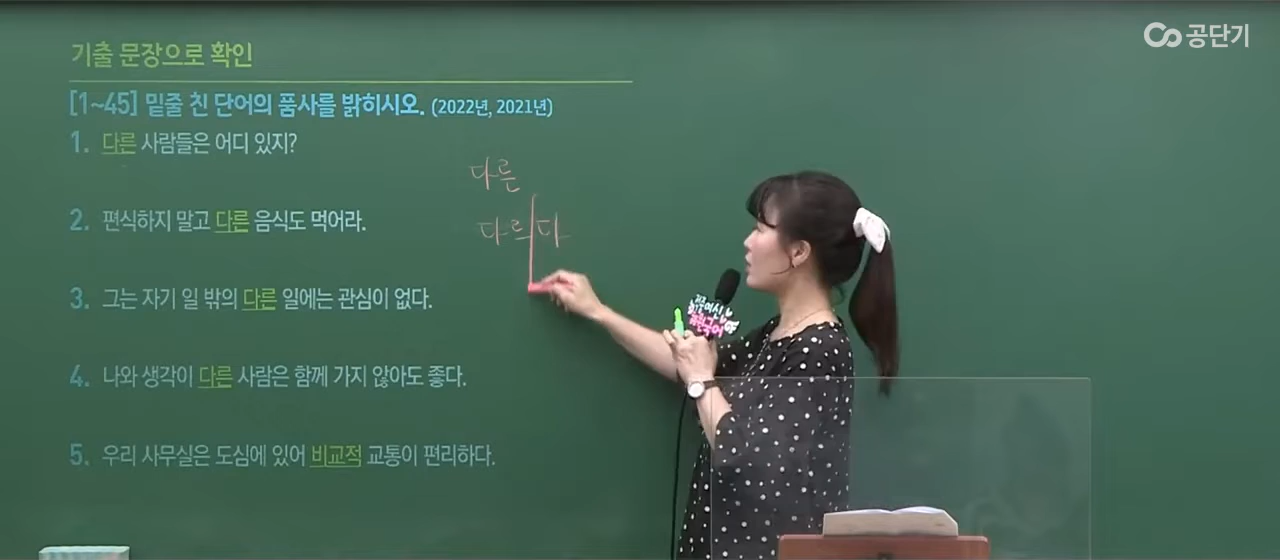 공단기
기출 문장으로 확인
[1~45] 밑줄 친 단어의 품사를 밝히시오. (2022년, 2021년)
1. 다른 사람들은 어디 있지?
다른
2. 편식하지 말고 다른 음식도 먹어라.
다르다
3. 그는 자기 일 밖의 다른 일에는 관심이 없다.
4. 나와 생각이 다른 사람은 함께 가지 않아도 좋다.
5. 우리 사무실은 도심에 있어 비교적 교통이 편리하다.